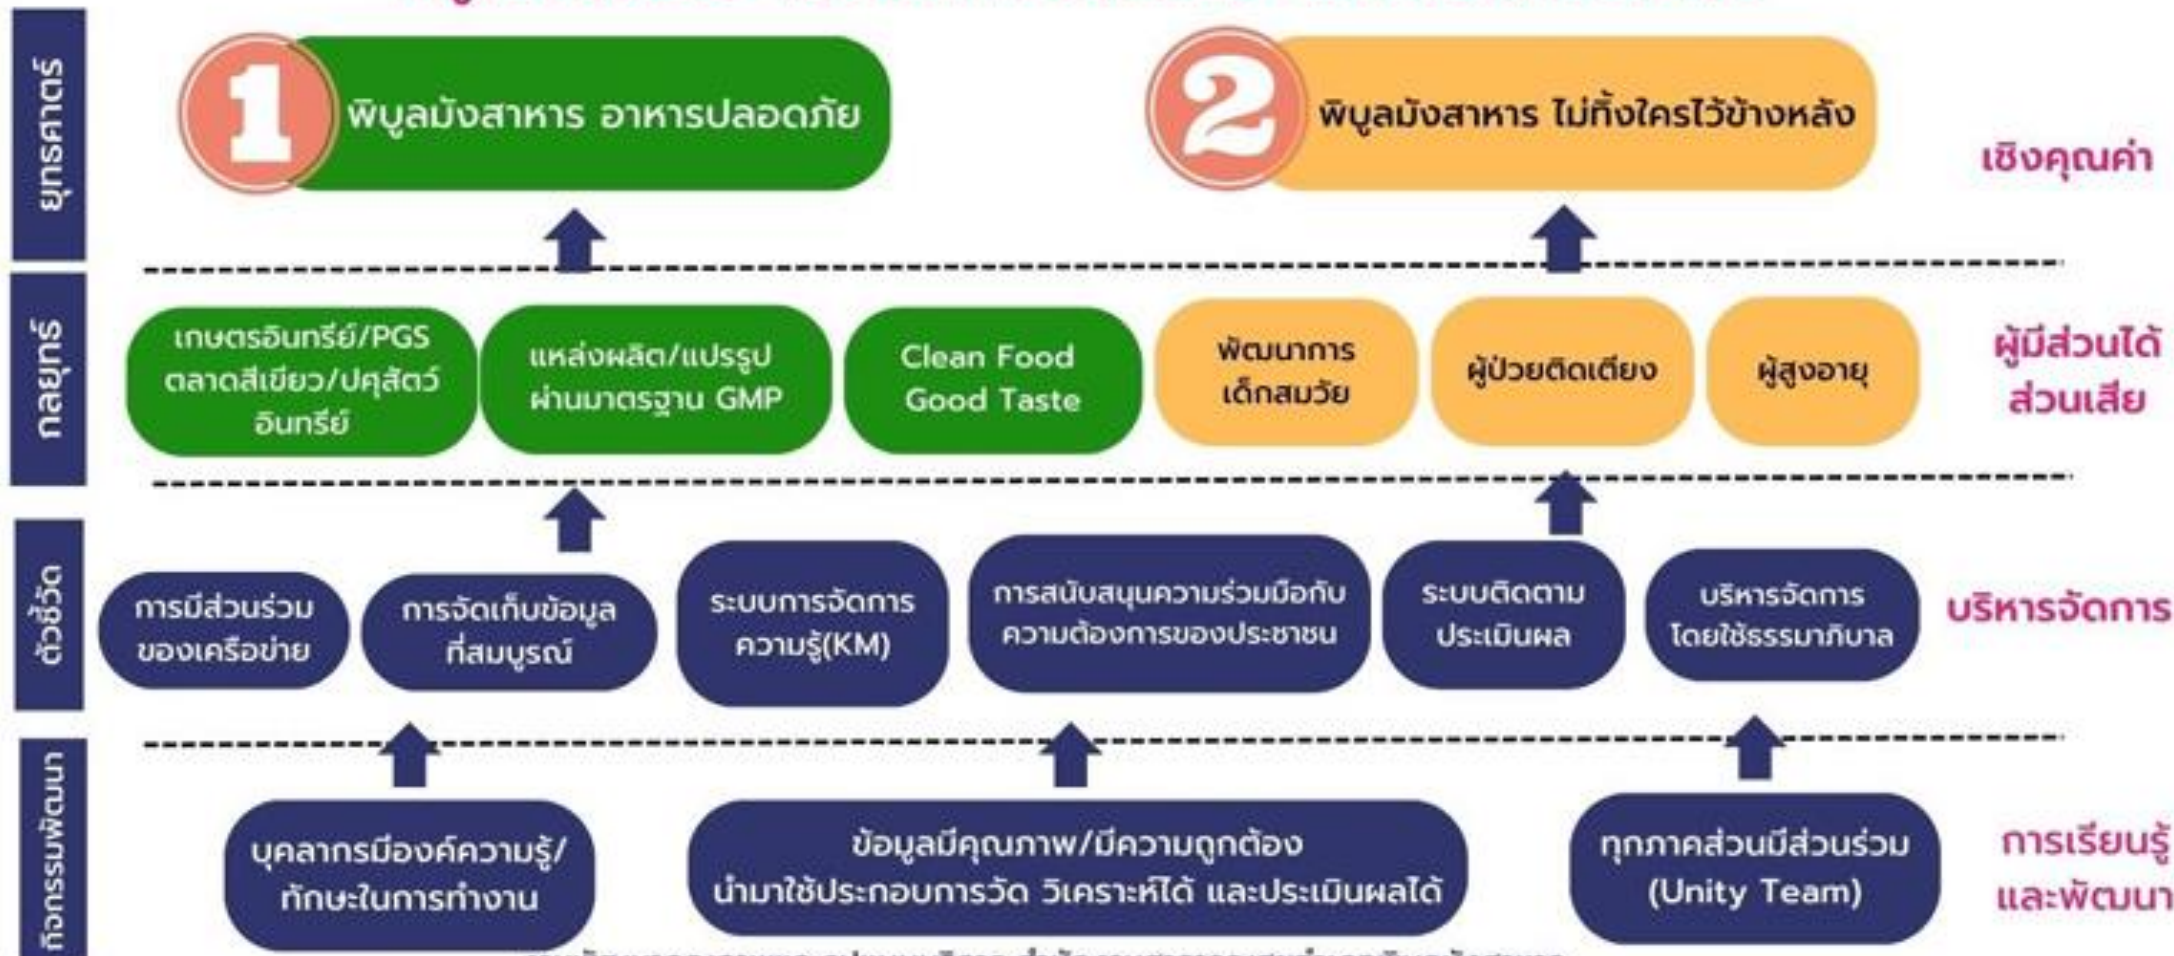 ยุทธศาตร์
1
พิบูลมังสาหาร อาหารปลอดภัย
2
พิบูลมังสาหาร ไม่ทิ้งใครไว้ข้างหลัง
เชิงคุณค่า
กลยุทธ์
เกษตรอินทรีย์/PGS
ตลาดสีเขียว/ปศุสัตว์
อินทรีย์
แหล่งผลิต/แปรรูป
ผ่านมาตรฐาน GMP
Clean Food
Good Taste
พัฒนาการ
เด็กสมวัย
ผู้ป่วยติดเตียง
ผู้สูงอายุ
ผู้มีส่วนได้
ส่วนเสีย
ตัวชี้วัด
การมีส่วนร่วม
ของเครือข่าย
การจัดเก็บข้อมูล
ที่สมบูรณ์
ระบบการจัดการ
ความรู้(KM)
การสนับสนุนความร่วมมือกับ
ความต้องการของประชาชน
ระบบติดตาม
ประเมินผล
บริหารจัดการ
โดยใช้ธรรมาภิบาล
บริหารจัดการ
กิจกรรมพัฒนา
บุคลากรมีองค์ความรู้/
ทักษะในการทำงาน
ข้อมูลมีคุณภาพ/มีความถูกต้อง
นำมาใช้ประกอบการวัด วิเคราะห์ได้ และประเมินผลได้
ทุกภาคส่วนมีส่วนร่วม
(Unity Team)
การเรียนรู้
และพัฒนา